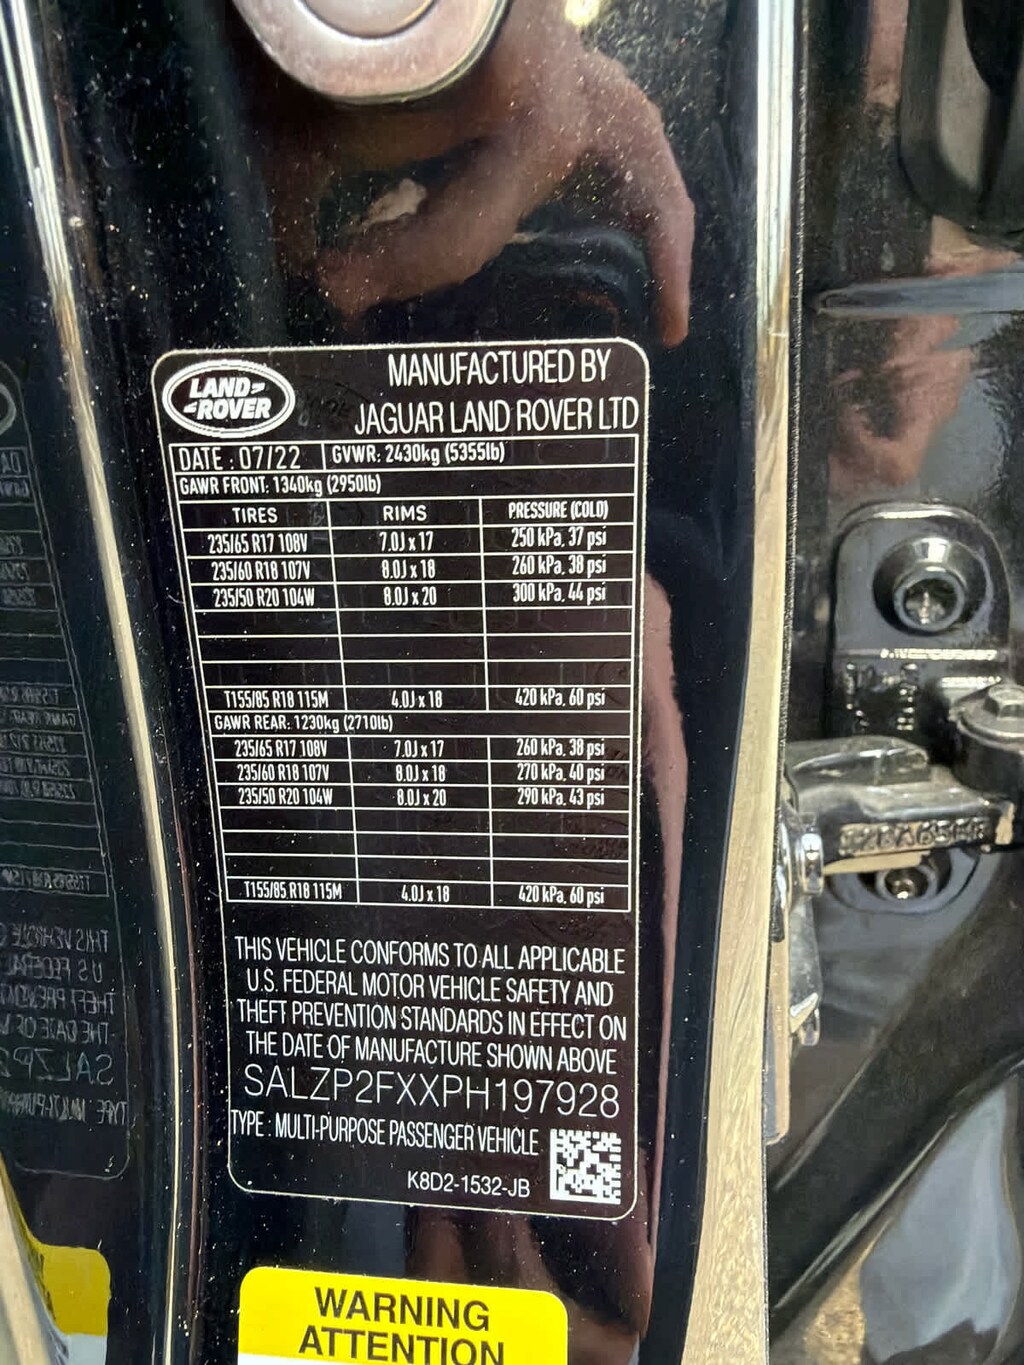 LAND-
-ROVER
MANUFACTURED BY
JAGUAR LAND ROVER LTD
DATE : 07/22 GVWR: 2430kg (5355lb)
GAWR FRONT: 1340kg (2950lb)
TIRES RIMS PRESSURE (COLD)
235/65 R17 108V 7.0J x 17 250 kPa, 37 psi
235/60 R18 107V 8.0J x 18 260 kPa, 38 psi
235/50 R20 104W 8.0J x 20 300 kPa, 44 psi
T155/85 R18 115M 4.0J x 18 420 kPa, 60 psi
GAWR REAR: 1230kg (2710lb)
235/65 R17 108V 7.0J x 17 260 kPa, 38 psi
235/60 R18 107V 8.0J x 18 270 kPa, 40 psi
235/50 R20 104W 8.0J x 20 290 kPa, 43 psi
T155/85 R18 115M 4.0J x 18 420 kPa, 60 psi
THIS VEHICLE CONFORMS TO ALL APPLICABLE
U.S. FEDERAL MOTOR VEHICLE SAFETY AND
THEFT PREVENTION STANDARDS IN EFFECT ON
THE DATE OF MANUFACTURE SHOWN ABOVE
SALZP2FXXPH197928
TYPE : MULTI-PURPOSE PASSENGER VEHICLE
K8D2-1532-JB
WARNING
ATTENTION